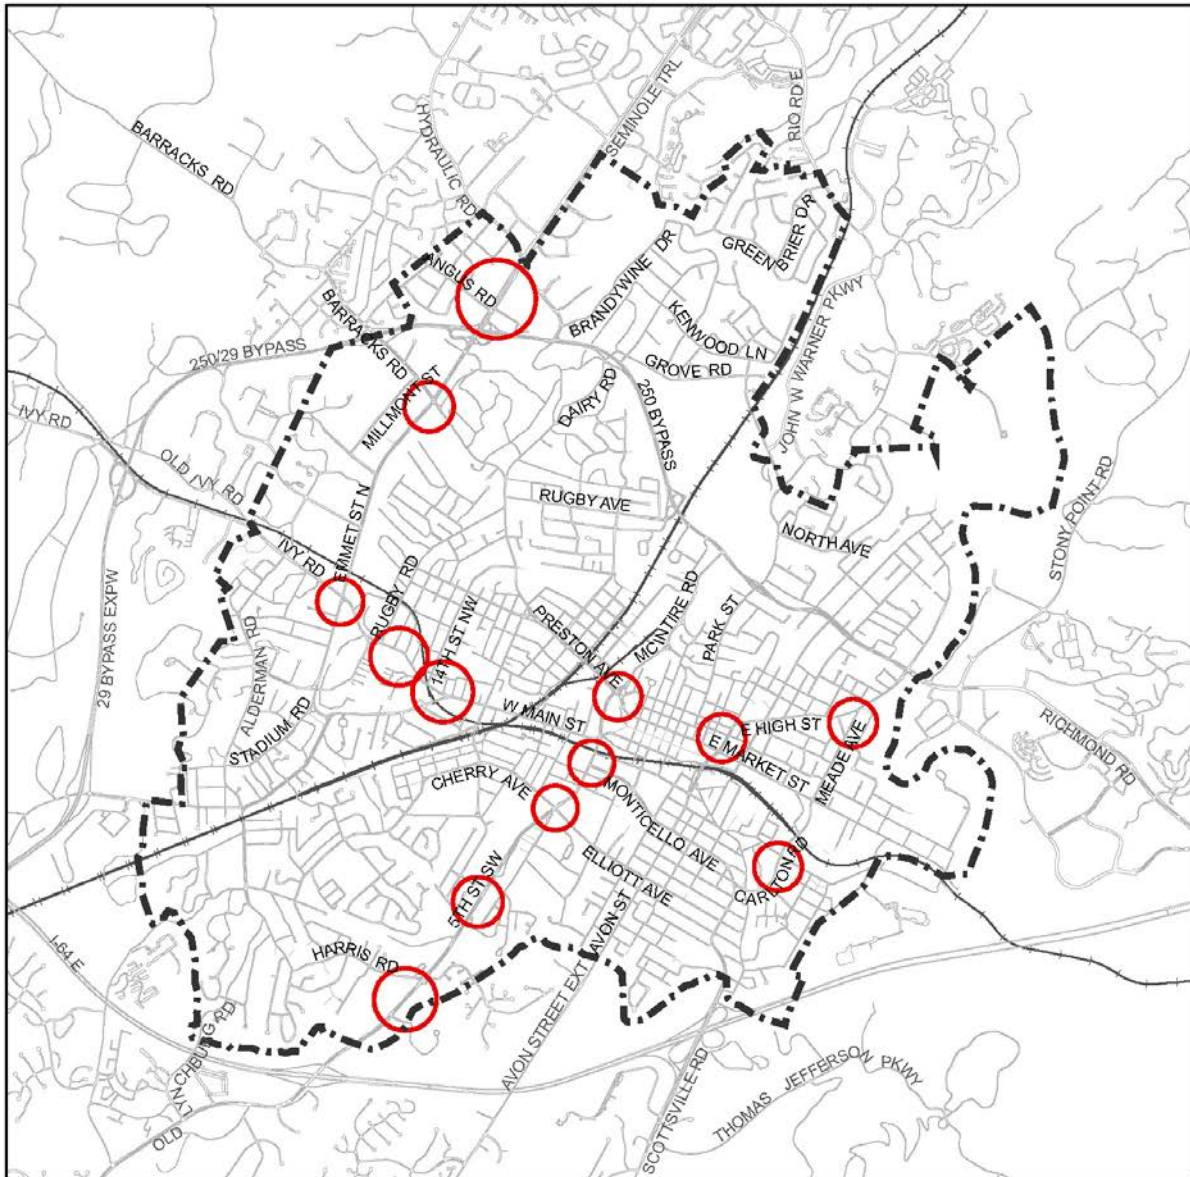 SEMINOLE TRL
RIO RD E
HYDRAULIC RD
BARRACKS RD
GREEN
BRIER DR
BRANDYWINE DR
ANGUS RD
KENWOOD LN
JOHN W WARNER PKWY
BARRACKS RD
250/29 BYPASS
GROVE RD
MILLMONT ST
DAIRY RD
250 BYPASS
IVY RD
OLD IVY RD
RUGBY AVE
STONY POINT RD
EMMET ST N
NORTH AVE
IVY RD
RUGBY RD
14TH ST NW
PRESTON AVE
MCINTIRE RD
PARK ST
29 BYPASS EXPW
ALDERMAN RD
STADIUM RD
W MAIN ST
E HIGH ST
RICHMOND RD
E MARKET ST
MEADE AVE
CHERRY AVE
MONTICELLO AVE
ELLIOTT AVE
CARLTON RD
5TH ST SW
AVON ST
HARRIS RD
I-64 E
AVON STREET EXT
OLD LYNCHBURG RD
SCOTTSVILLE RD
THOMAS JEFFERSON PKWY